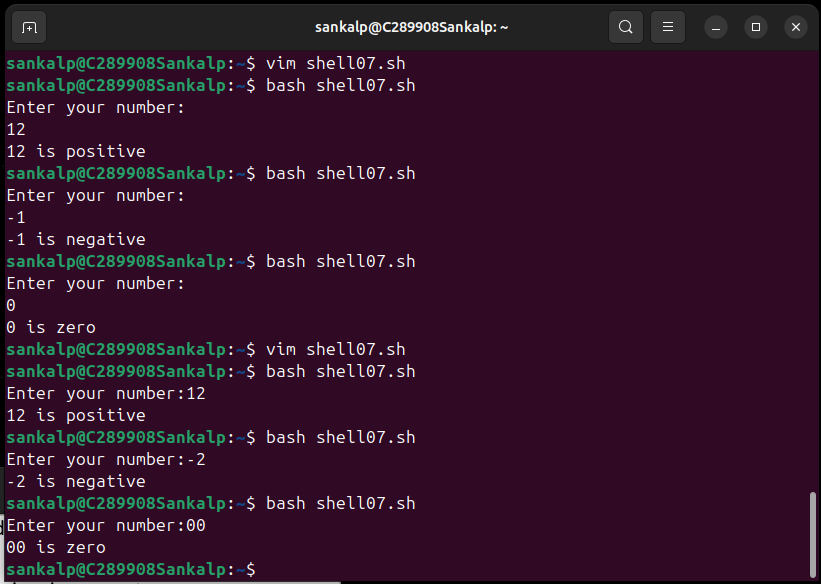 sankalp@C289908Sankalp: ~
sankalp@C289908Sankalp:~$ vim shell07.sh
sankalp@C289908Sankalp:~$ bash shell07.sh
Enter your number:
12
12 is positive
sankalp@C289908Sankalp:~$ bash shell07.sh
Enter your number:
-1
-1 is negative
sankalp@C289908Sankalp:~$ bash shell07.sh
Enter your number:
0
0 is zero
sankalp@C289908Sankalp:~$ vim shell07.sh
sankalp@C289908Sankalp:~$ bash shell07.sh
Enter your number:12
12 is positive
sankalp@C289908Sankalp:~$ bash shell07.sh
Enter your number:-2
-2 is negative
sankalp@C289908Sankalp:~$ bash shell07.sh
Enter your number:00
00 is zero
sankalp@C289908Sankalp:~$